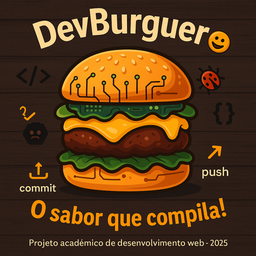 DevBurguer
</>
{}
commit
push
O sabor que compila!
Projeto acadêmico de desenvolvimento web - 2025